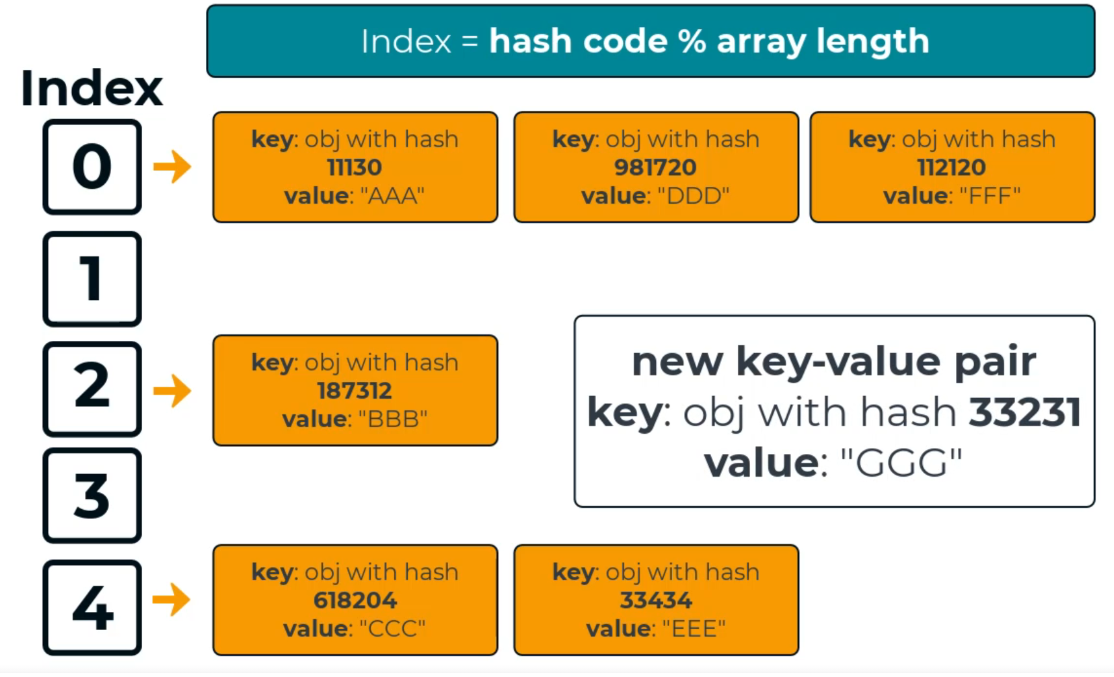 Index = hash code % array length
Index
0
key: obj with hash
11130
value: "AAA"
key: obj with hash
981720
value: "DDD"
key: obj with hash
112120
value: "FFF"
1
2
key: obj with hash
187312
value: "BBB"
new key-value pair
key: obj with hash 33231
value: "GGG"
3
4
key: obj with hash
618204
value: "CCC"
key: obj with hash
33434
value: "EEE"